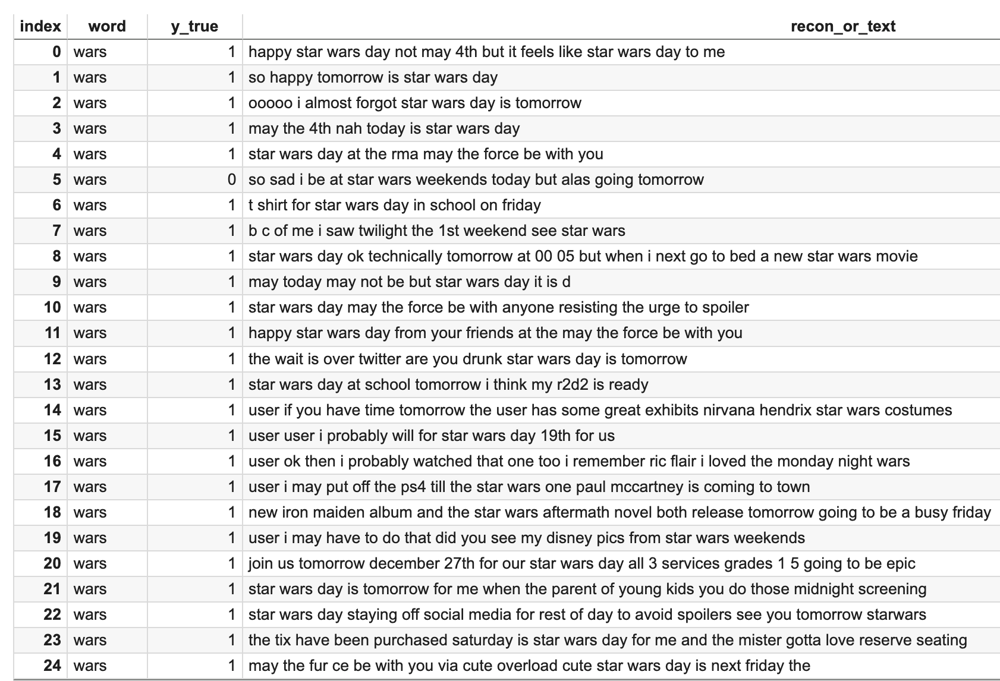 index word y_true recon_or_text
0 wars 1 happy star wars day not may 4th but it feels like star wars day to me
1 wars 1 so happy tomorrow is star wars day
2 wars 1 ooooo i almost forgot star wars day is tomorrow
3 wars 1 may the 4th nah today is star wars day
4 wars 1 star wars day at the rma may the force be with you
5 wars 0 so sad i be at star wars weekends today but alas going tomorrow
6 wars 1 t shirt for star wars day in school on friday
7 wars 1 b c of me i saw twilight the 1st weekend see star wars
8 wars 1 star wars day ok technically tomorrow at 00 05 but when i next go to bed a new star wars movie
9 wars 1 may today may not be but star wars day it is d
10 wars 1 star wars day may the force be with anyone resisting the urge to spoiler
11 wars 1 happy star wars day from your friends at the may the force be with you
12 wars 1 the wait is over twitter are you drunk star wars day is tomorrow
13 wars 1 star wars day at school tomorrow i think my r2d2 is ready
14 wars 1 user if you have time tomorrow the user has some great exhibits nirvana hendrix star wars costumes
15 wars 1 user user i probably will for star wars day 19th for us
16 wars 1 user ok then i probably watched that one too i remember ric flair i loved the monday night wars
17 wars 1 user i may put off the ps4 till the star wars one paul mccartney is coming to town
18 wars 1 new iron maiden album and the star wars aftermath novel both release tomorrow going to be a busy friday
19 wars 1 user i may have to do that did you see my disney pics from star wars weekends
20 wars 1 join us tomorrow december 27th for our star wars day all 3 services grades 1 5 going to be epic
21 wars 1 star wars day is tomorrow for me when the parent of young kids you do those midnight screening
22 wars 1 star wars day staying off social media for rest of day to avoid spoilers see you tomorrow starwars
23 wars 1 the tix have been purchased saturday is star wars day for me and the mister gotta love reserve seating
24 wars 1 may the fur ce be with you via cute overload cute star wars day is next friday the